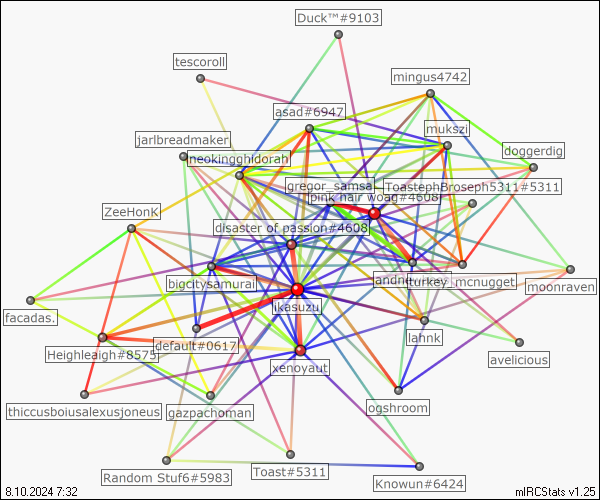 Duck™#9103
tescoroll
mingus4742
asad#6947
mukszi
jarlbreadmaker
doggerdig
neokingghidorah
gregor_samsa.
ToastephBroseph5311#5311
pink hair woag#4608
ZeeHonK
disaster of passion#4608
bigcitysamurai
turkey_mcnugget
moonraven
ikasuzu
facadas.
default#0617
lahnk
Heighleigh#8575
avelicious
xenoyaut
ogshroom
thiccusboiusalexusjoneus
gazpachoman
Random Stuf6#5983
Toast#5311
Knowun#6424
8.10.2024 7:32
mIRCStats v1.25